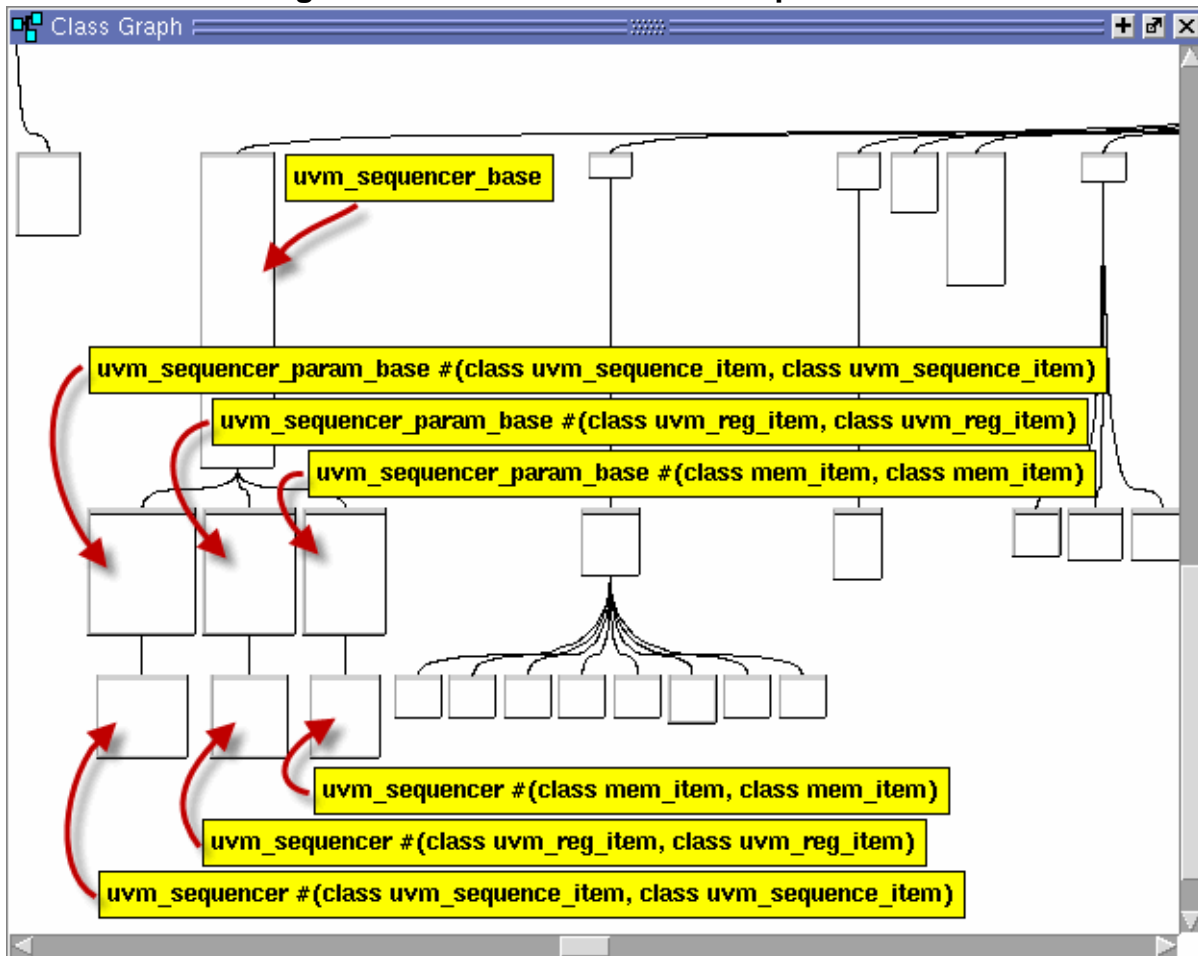 Class Graph
uvm_sequencer_base
uvm_sequencer_param_base #(class uvm_sequence_item, class uvm_sequence_item)
uvm_sequencer_param_base #(class uvm_reg_item, class uvm_reg_item)
uvm_sequencer_param_base #(class mem_item, class mem_item)
uvm_sequencer #(class mem_item, class mem_item)
uvm_sequencer #(class uvm_reg_item, class uvm_reg_item)
uvm_sequencer #(class uvm_sequence_item, class uvm_sequence_item)